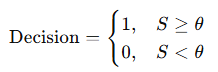 Decision = { 1, S ≥ θ
0, S < θ